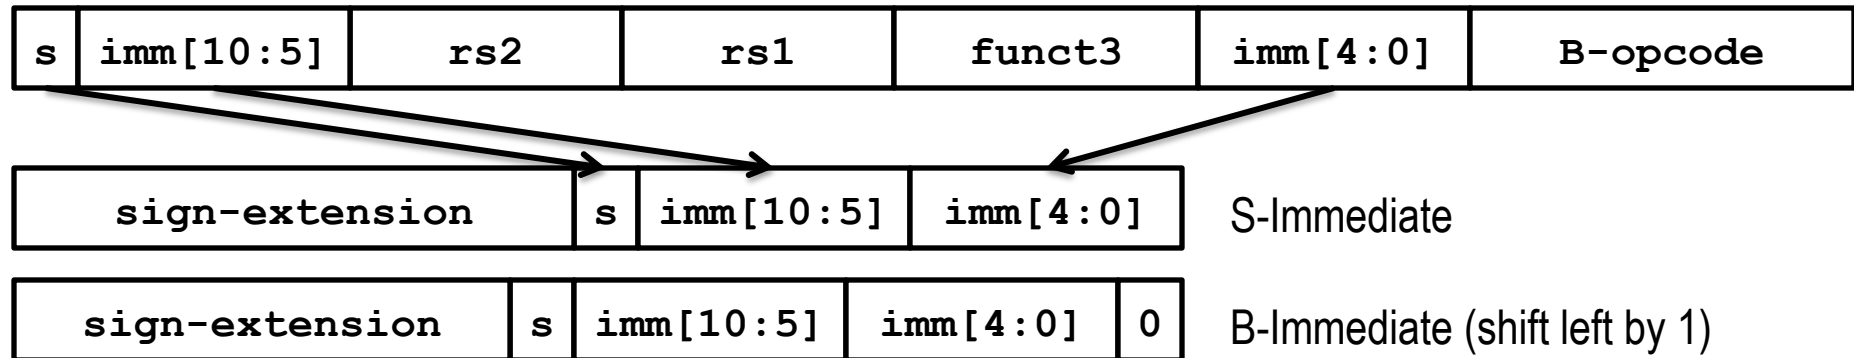 s imm[10:5] rs2 rs1 funct3 imm[4:0] B-opcode
sign-extension s imm[10:5] imm[4:0] S-Immediate
sign-extension s imm[10:5] imm[4:0] 0 B-Immediate (shift left by 1)